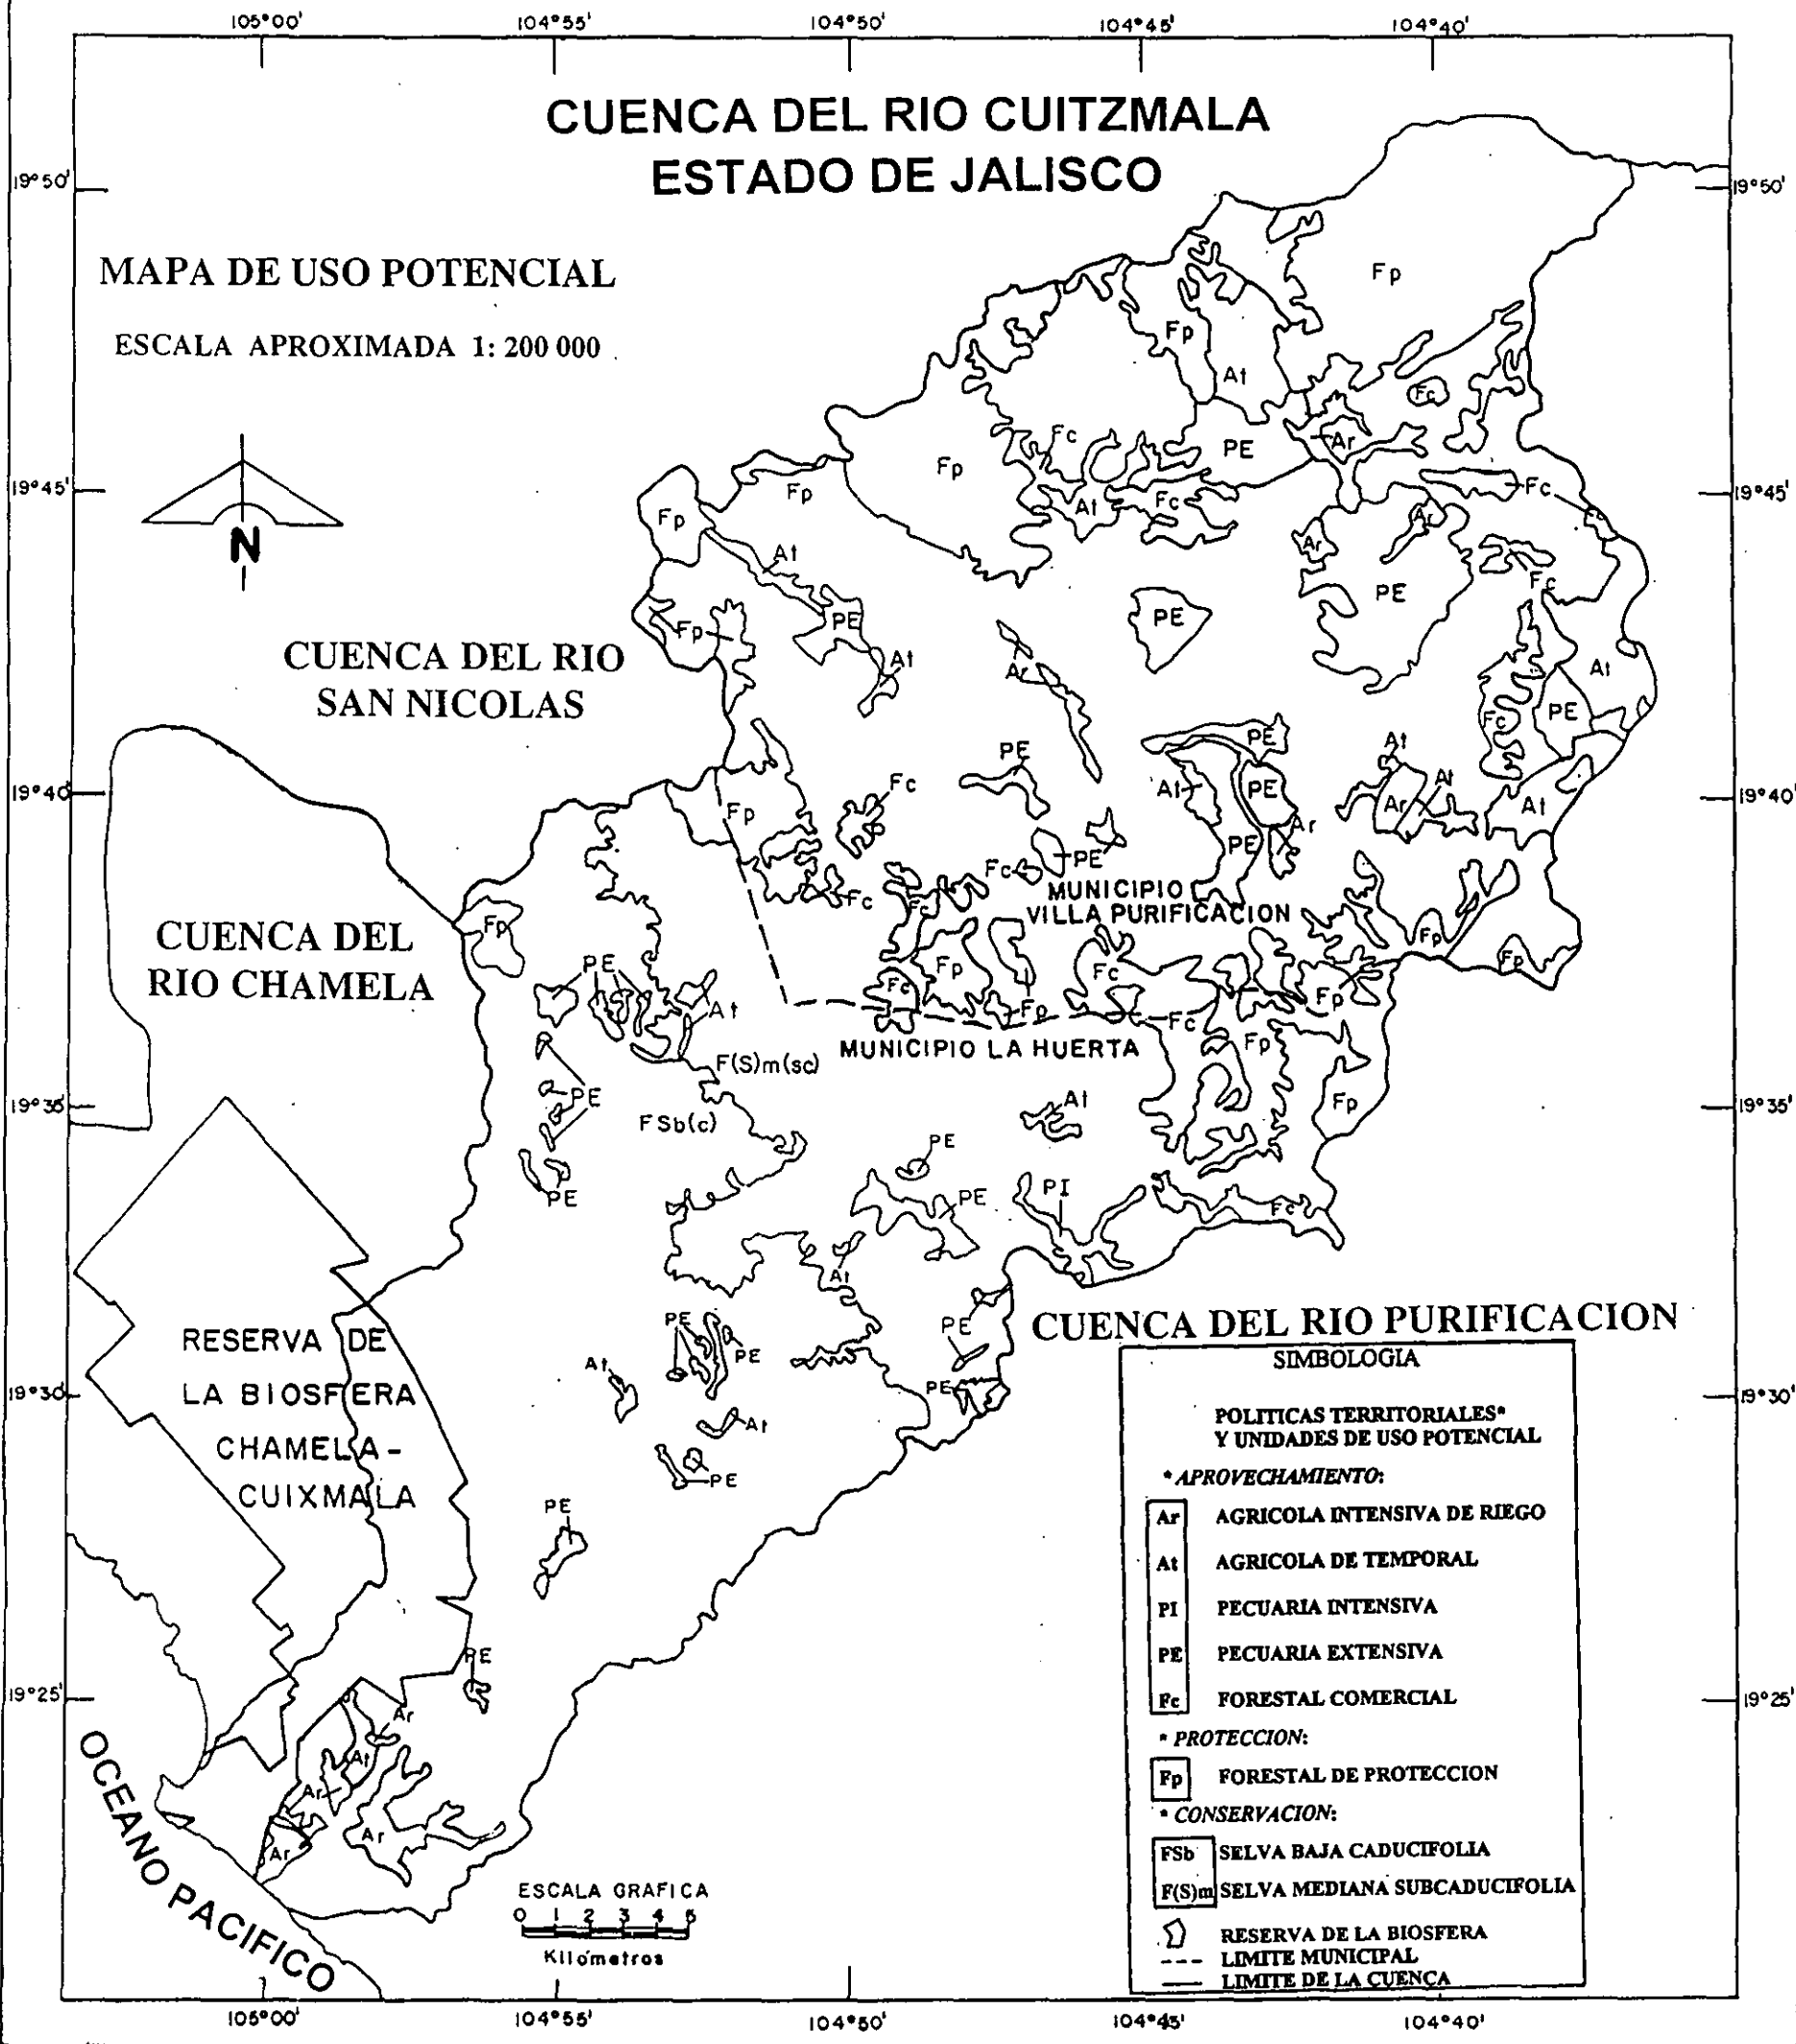 105°00' 104°55' 104°50' 104°45' 104°40'
CUENCA DEL RIO CUITZMALA
ESTADO DE JALISCO
19°50' 19°50'
MAPA DE USO POTENCIAL
ESCALA APROXIMADA 1: 200 000
Fp
Fp
At
Fc
Fc
Ar
PE
Fp
Fp
19°45' 19°45'
Fp
At
Fc
Fc
Fc
Ar
Ar
N
At
Fc
PE
PE
PE
Fp
CUENCA DEL RIO
SAN NICOLAS
At
Ar
At
Fc
PE
PE
PE
At
19°40' 19°40'
Fc
At
PE
At
Ar
At
Fp
Ar
PE
PE
Fc
Fc
Fc
MUNICIPIO
VILLA PURIFICACION
CUENCA DEL
RIO CHAMELA
Fp
Fp
Fp
PE
Fp
Fc
Fc
Fp
Fp
At
Fc
MUNICIPIO LA HUERTA
Fp
F(S)m(sc)
19°35' 19°35'
PE
FSb(c)
At
Fp
PE
PE
PE
PI
Fc
At
CUENCA DEL RIO PURIFICACION
RESERVA DE
LA BIOSFERA
CHAMELA-
CUIXMALA
PE
PE
PE
At
19°30' 19°30'
PE
At
PE
PE
PE
19°25' 19°25'
Ar
At
Ar
Ar
Ar
OCEANO PACIFICO
SIMBOLOGIA
POLITICAS TERRITORIALES*
Y UNIDADES DE USO POTENCIAL
* APROVECHAMIENTO:
Ar AGRICOLA INTENSIVA DE RIEGO
At AGRICOLA DE TEMPORAL
PI PECUARIA INTENSIVA
PE PECUARIA EXTENSIVA
Fc FORESTAL COMERCIAL
* PROTECCION:
Fp FORESTAL DE PROTECCION
* CONSERVACION:
FSb SELVA BAJA CADUCIFOLIA
F(S)m SELVA MEDIANA SUBCADUCIFOLIA
RESERVA DE LA BIOSFERA
LIMITE MUNICIPAL
LIMITE DE LA CUENCA
ESCALA GRAFICA
0 1 2 3 4 5
Kilómetros
105°00' 104°55' 104°50' 104°45' 104°40'